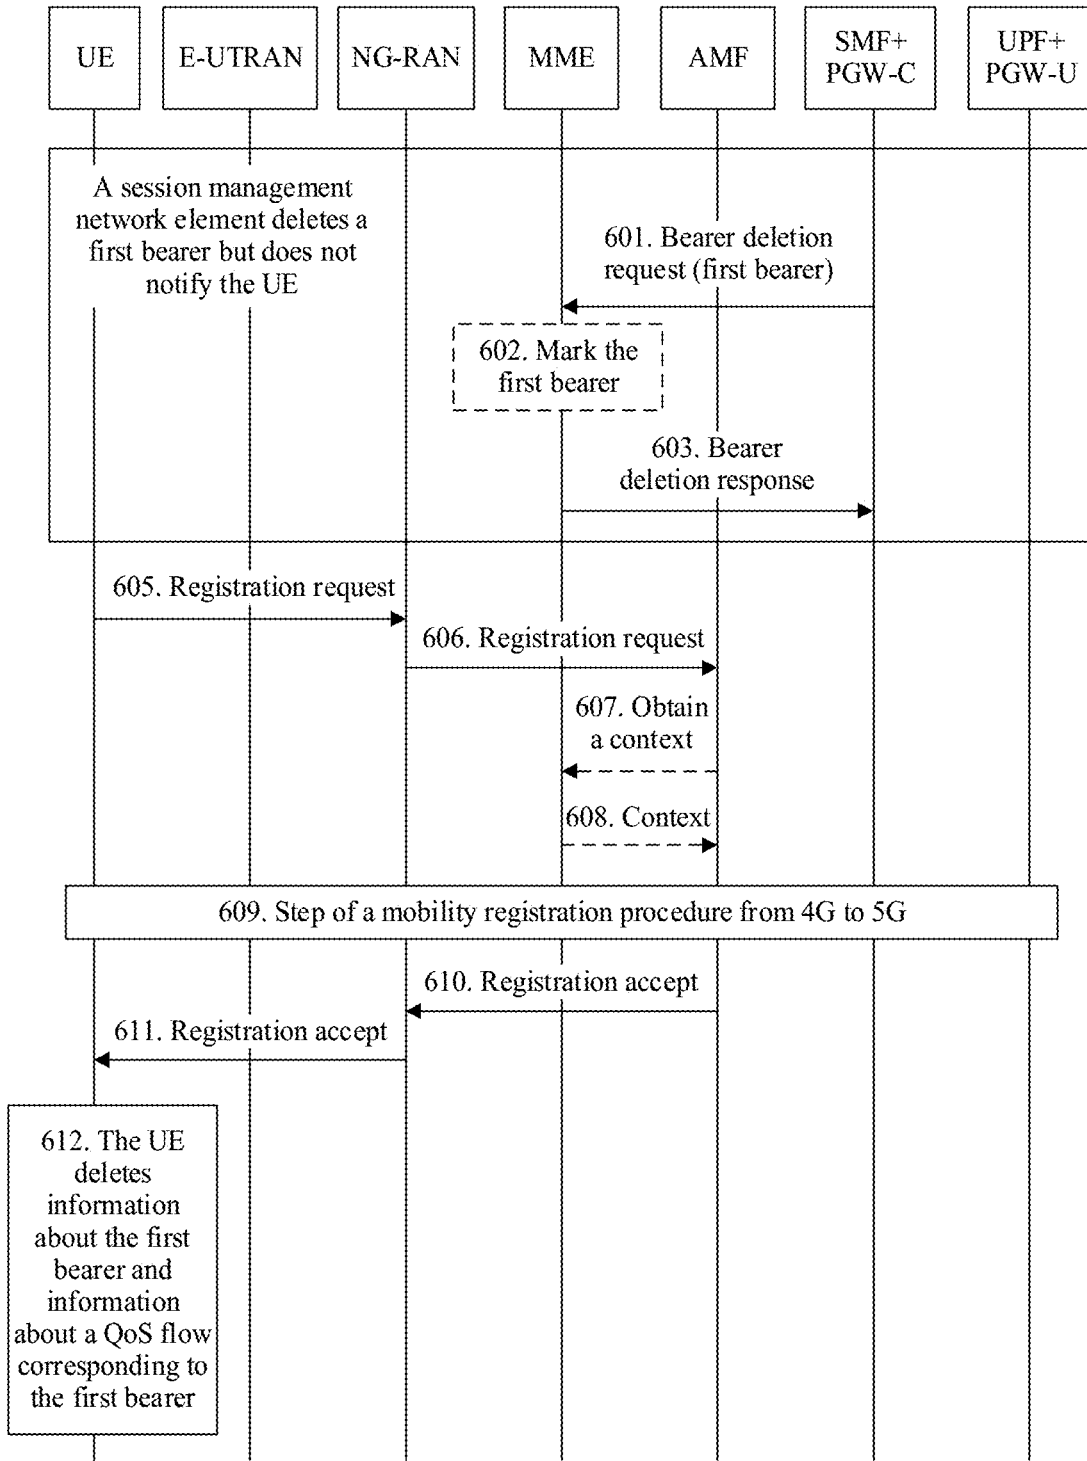 UE
E-UTRAN
NG-RAN
MME
AMF
SMF+
PGW-C
UPF+
PGW-U
A session management
network element deletes a
first bearer but does not
notify the UE
601. Bearer deletion
request (first bearer)
602. Mark the
first bearer
603. Bearer
deletion response
605. Registration request
606. Registration request
607. Obtain
a context
608. Context
609. Step of a mobility registration procedure from 4G to 5G
610. Registration accept
611. Registration accept
612. The UE
deletes
information
about the first
bearer and
information
about a QoS flow
corresponding to
the first bearer